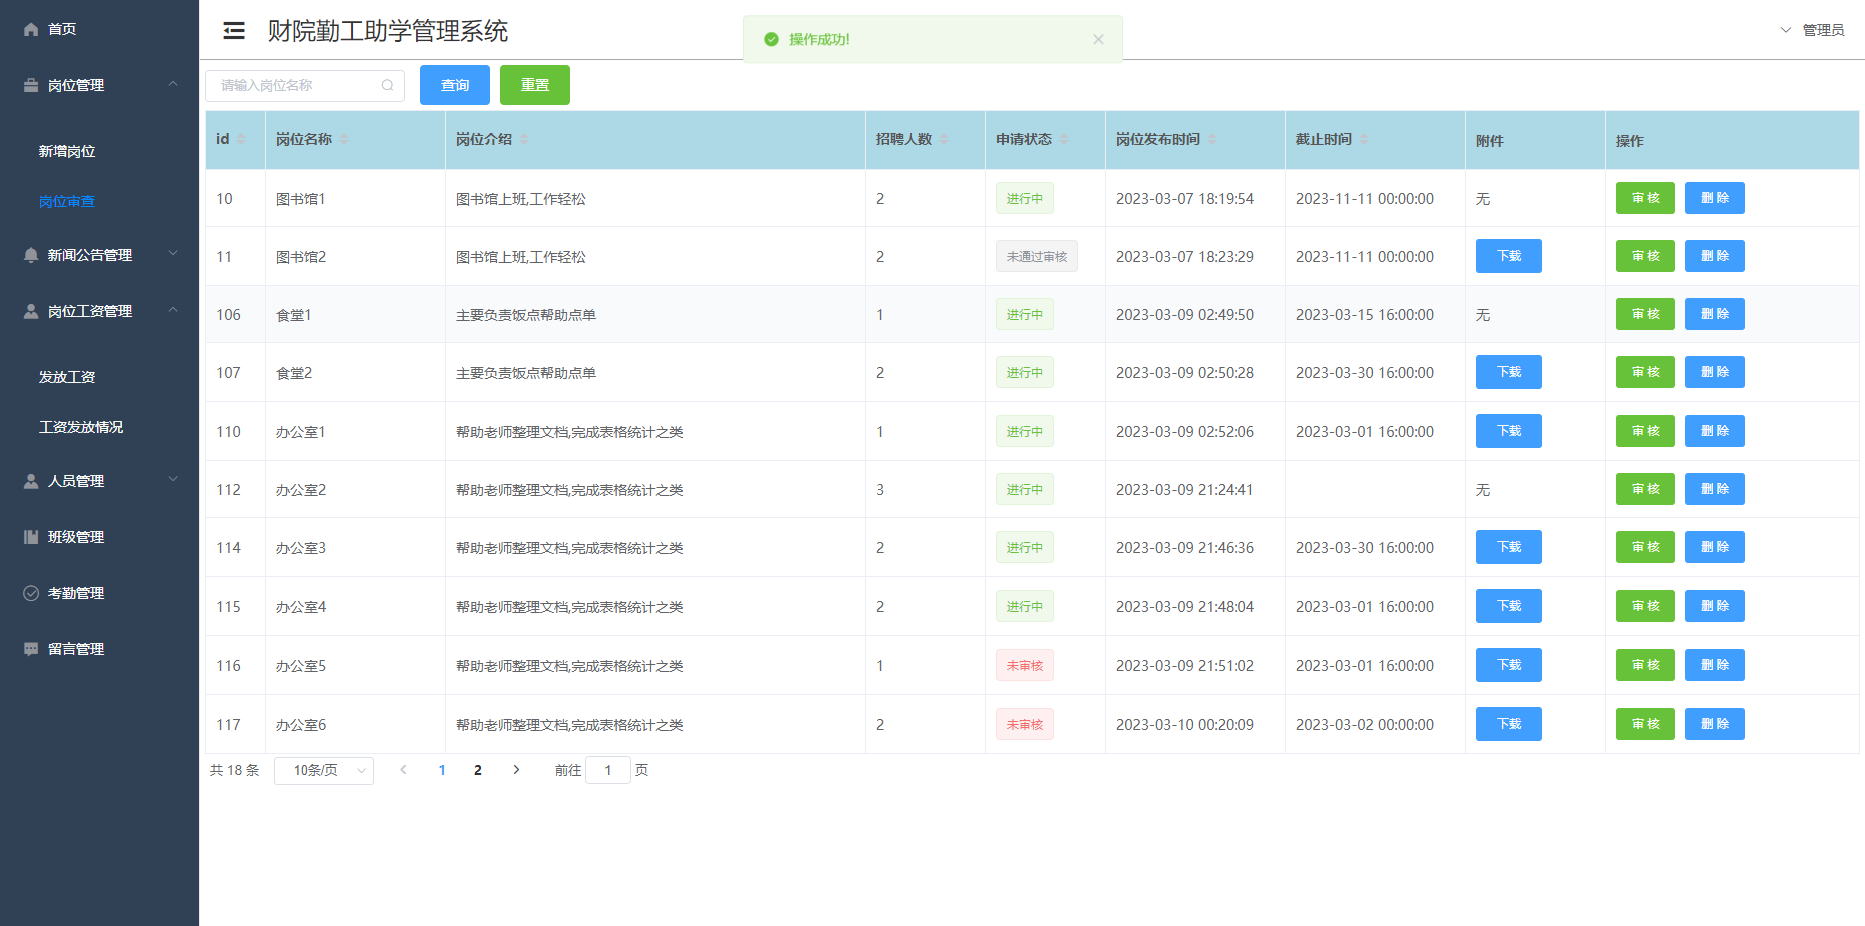 首页
岗位管理
新增岗位
岗位审查
新闻公告管理
岗位工资管理
发放工资
工资发放情况
人员管理
班级管理
考勤管理
留言管理
财院勤工助学管理系统
操作成功!
管理员
请输入岗位名称 查询 重置
id 岗位名称 岗位介绍 招聘人数 申请状态 岗位发布时间 截止时间 附件 操作
10 图书馆1 图书馆上班,工作轻松 2 进行中 2023-03-07 18:19:54 2023-11-11 00:00:00 无 审 核 删 除
11 图书馆2 图书馆上班,工作轻松 2 未通过审核 2023-03-07 18:23:29 2023-11-11 00:00:00 下载 审 核 删 除
106 食堂1 主要负责饭点帮助点单 1 进行中 2023-03-09 02:49:50 2023-03-15 16:00:00 无 审 核 删 除
107 食堂2 主要负责饭点帮助点单 2 进行中 2023-03-09 02:50:28 2023-03-30 16:00:00 下载 审 核 删 除
110 办公室1 帮助老师整理文档,完成表格统计之类 1 进行中 2023-03-09 02:52:06 2023-03-01 16:00:00 下载 审 核 删 除
112 办公室2 帮助老师整理文档,完成表格统计之类 3 进行中 2023-03-09 21:24:41 无 审 核 删 除
114 办公室3 帮助老师整理文档,完成表格统计之类 2 进行中 2023-03-09 21:46:36 2023-03-30 16:00:00 下载 审 核 删 除
115 办公室4 帮助老师整理文档,完成表格统计之类 2 进行中 2023-03-09 21:48:04 2023-03-01 16:00:00 下载 审 核 删 除
116 办公室5 帮助老师整理文档,完成表格统计之类 1 未审核 2023-03-09 21:51:02 2023-03-01 16:00:00 下载 审 核 删 除
117 办公室6 帮助老师整理文档,完成表格统计之类 2 未审核 2023-03-10 00:20:09 2023-03-02 00:00:00 下载 审 核 删 除
共 18 条 10条/页 1 2 前往 1 页